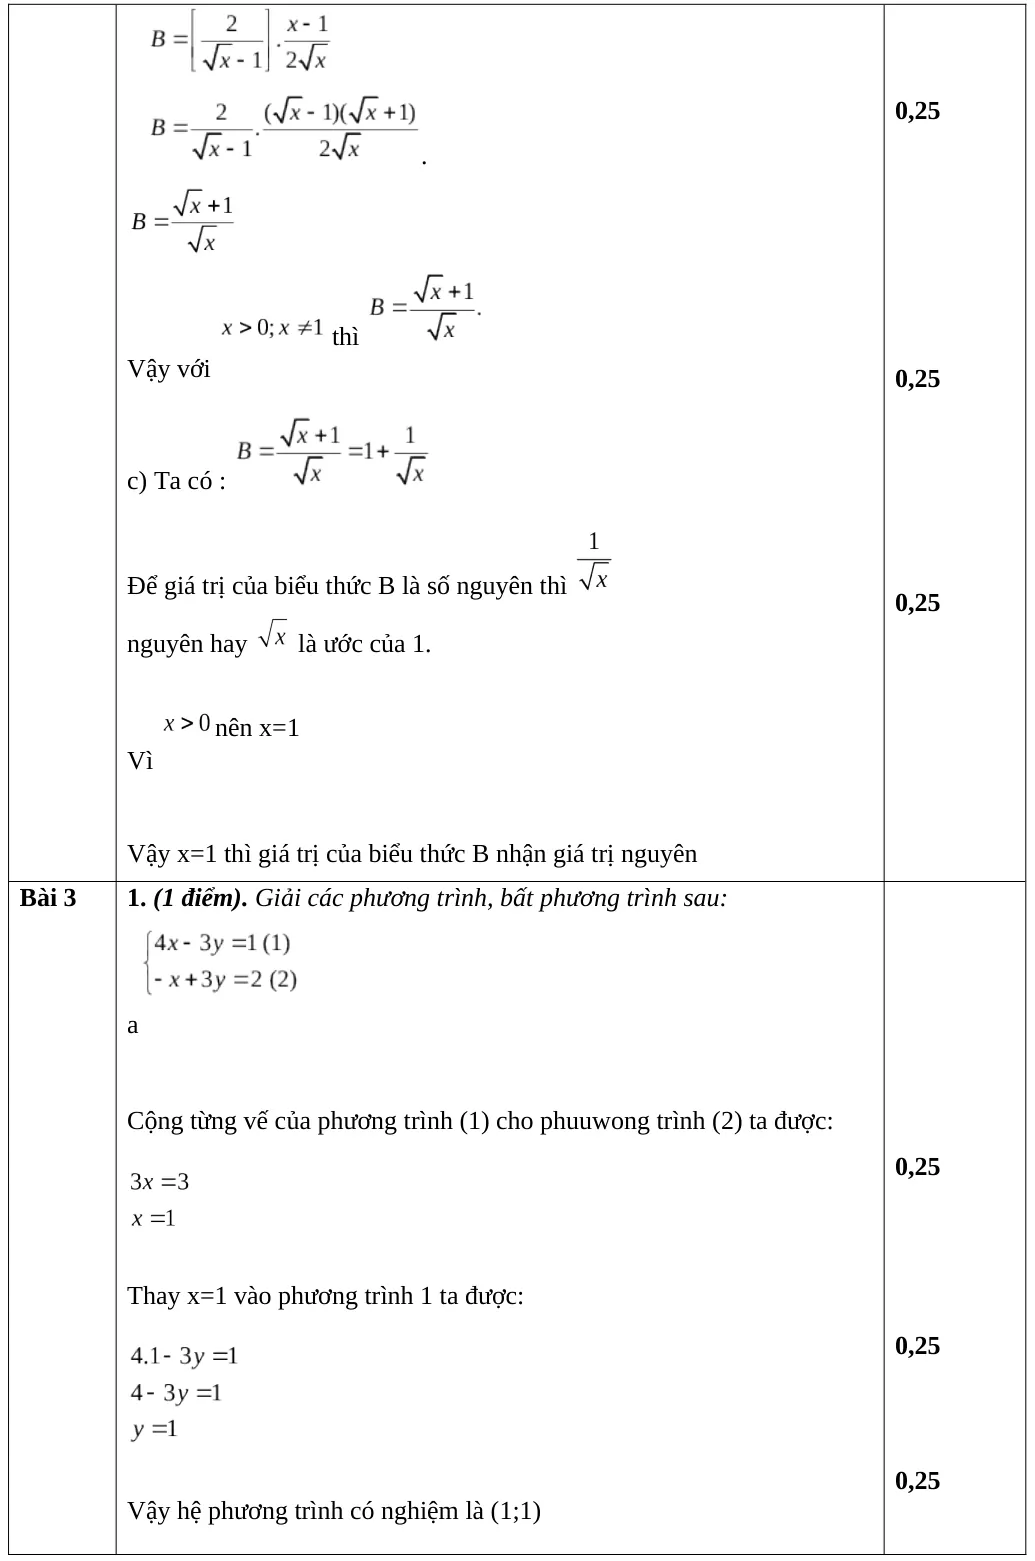 B = [2/(√x - 1)] . (x - 1)/(2√x)
0,25
B = 2/(√x - 1) . (√x - 1)(√x + 1)/(2√x) .
B = (√x + 1)/√x
Vậy với x > 0; x ≠ 1 thì B = (√x + 1)/√x .
0,25
c) Ta có : B = (√x + 1)/√x = 1 + 1/√x
Để giá trị của biểu thức B là số nguyên thì 1/√x
0,25
nguyên hay √x là ước của 1.
Vì x > 0 nên x=1
Vậy x=1 thì giá trị của biểu thức B nhận giá trị nguyên
Bài 3
1. (1 điểm). Giải các phương trình, bất phương trình sau:
{ 4x - 3y = 1 (1)
- x + 3y = 2 (2)
a
Cộng từng vế của phương trình (1) cho phuuwong trình (2) ta được:
0,25
3x = 3
x = 1
Thay x=1 vào phương trình 1 ta được:
0,25
4.1 - 3y = 1
4 - 3y = 1
y = 1
0,25
Vậy hệ phương trình có nghiệm là (1;1)